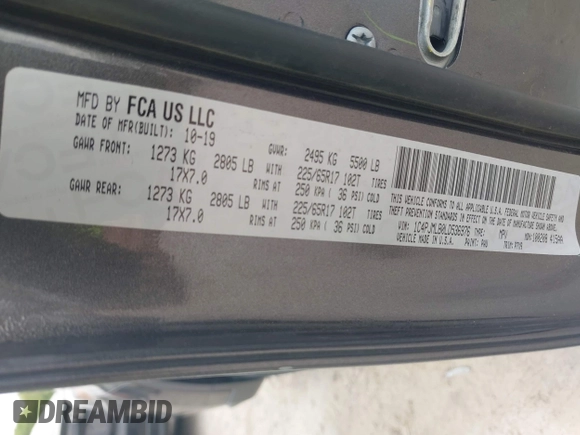 MFD BY FCA US LLC
DATE OF MFR(BUILT): 10-19 GVWR: 2495 KG 5500 LB
GAWR FRONT: 1273 KG 2805 LB WITH 225/65R17 102T TIRES
17X7.0 RIMS AT 250 KPA ( 36 PSI) COLD
GAWR REAR: 1273 KG 2805 LB WITH 225/65R17 102T TIRES
17X7.0 RIMS AT 250 KPA ( 36 PSI) COLD
THIS VEHICLE CONFORMS TO ALL APPLICABLE
U.S.A. FEDERAL MOTOR VEHICLE SAFETY AND
THEFT PREVENTION STANDARDS IN EFFECT ON THE DATE OF
MANUFACTURE SHOWN ABOVE.
VIN: TYPE: MPV
VEHICLE MADE IN U.S.A. PAINT: TRIM:
DREAMBID